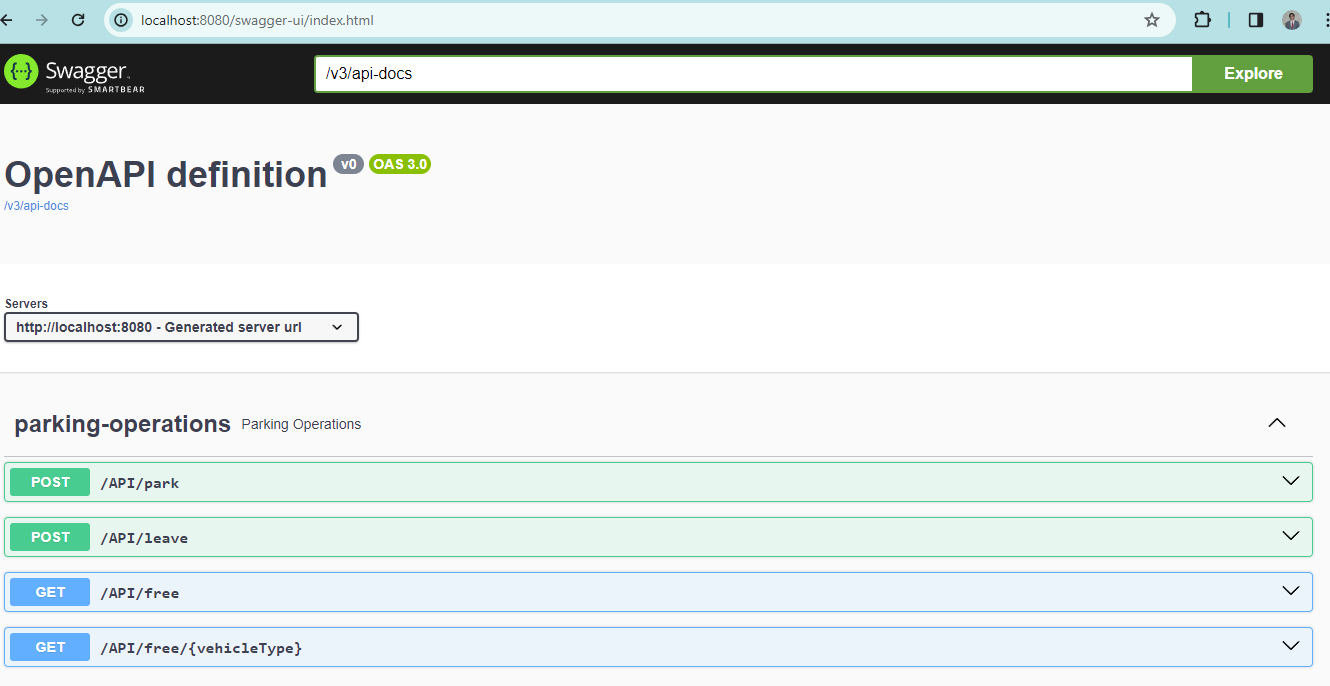 localhost:8080/swagger-ui/index.html
{···} Swagger
Supported by SMARTBEAR
/v3/api-docs
Explore
OpenAPI definition v0 OAS 3.0
/v3/api-docs
Servers
http://localhost:8080 - Generated server url
parking-operations Parking Operations
POST /API/park
POST /API/leave
GET /API/free
GET /API/free/{vehicleType}